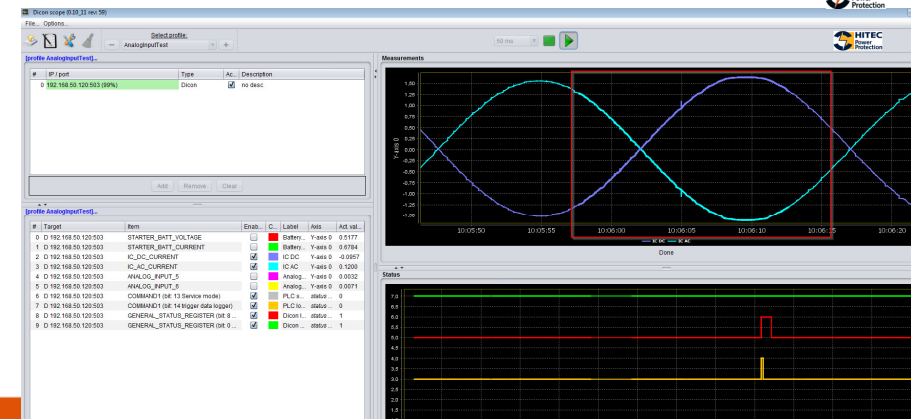 Power
Protection
Dicon scope (0.10_11 rev: 59)
File... Options...
Select profile:
AnalogInputTest
50 ms
HITEC
Power
Protection
[profile AnalogInputTest]...
# IP / port Type Ac... Description
0 192.168.50.120:503 (99%) Dicon no desc
Add Remove Clear
[profile AnalogInputTest]...
# Target Item Enab... C... Label Axis Act.val...
0 D 192.168.50.120:503 STARTER_BATT_VOLTAGE Battery... Y-axis 0 0.5177
1 D 192.168.50.120:503 STARTER_BATT_CURRENT Battery... Y-axis 0 0.6784
2 D 192.168.50.120:503 IC_DC_CURRENT IC DC Y-axis 0 -0.0957
3 D 192.168.50.120:503 IC_AC_CURRENT IC AC Y-axis 0 0.1200
4 D 192.168.50.120:503 ANALOG_INPUT_5 Analog... Y-axis 0 0.0032
5 D 192.168.50.120:503 ANALOG_INPUT_6 Analog... Y-axis 0 0.0071
6 D 192.168.50.120:503 COMMAND1 (bit: 13 Service mode) PLC s... status ... 0
7 D 192.168.50.120:503 COMMAND1 (bit: 14 trigger data logger) PLC lo... status ... 0
8 D 192.168.50.120:503 GENERAL_STATUS_REGISTER (bit: 8 ... Dicon l... status ... 1
9 D 192.168.50.120:503 GENERAL_STATUS_REGISTER (bit: 0 ... Dicon ... status ... 1
Measurements
Y-axis 0
1,50
1,25
1,00
0,75
0,50
0,25
0,00
-0,25
-0,50
-0,75
-1,00
-1,25
-1,50
10:05:50 10:05:55 10:06:00 10:06:05 10:06:10 10:06:15 10:06:20
IC DC IC AC
Done
Status
7,0
6,5
6,0
5,5
5,0
4,5
4,0
3,5
3,0
2,5
2,0
1,5